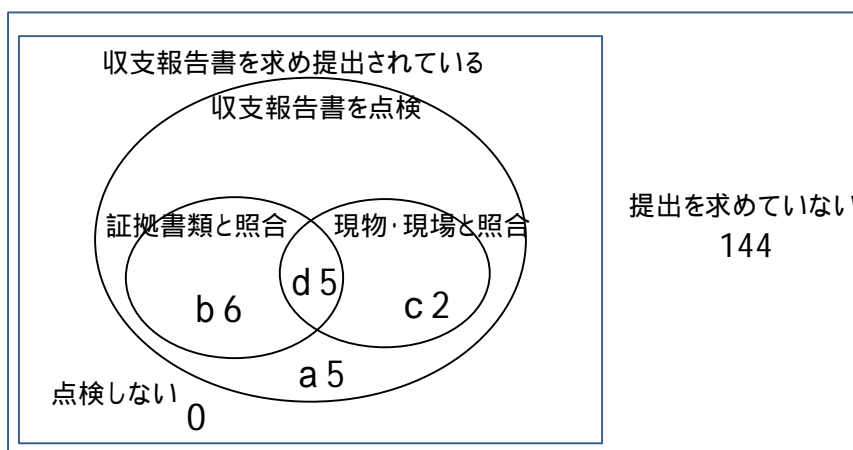 収支報告書を求め提出されている
収支報告書を点検
証拠書類と照合
現物・現場と照合
提出を求めていない
144
d 5
b 6
c 2
a 5
点検しない
0